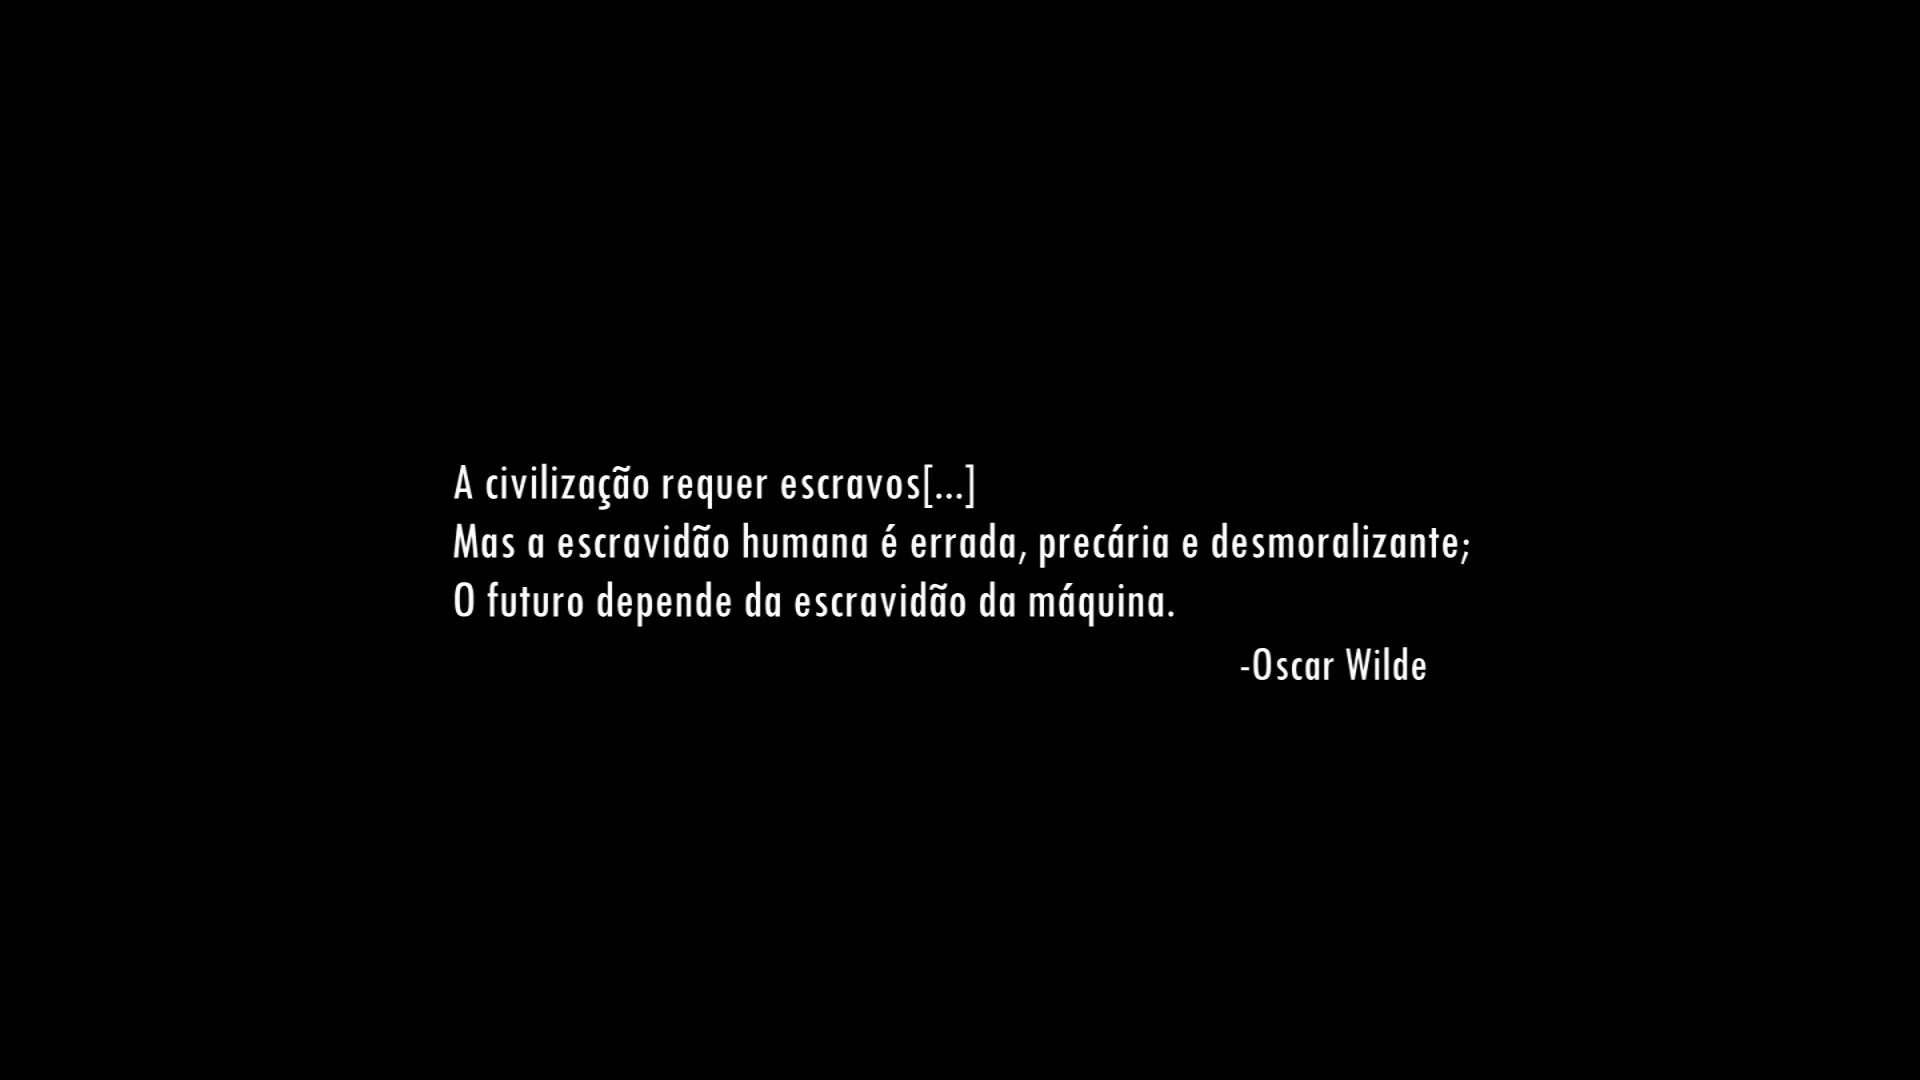 A civilização requer escravos[...]
Mas a escravidão humana é errada, precária e desmoralizante;
O futuro depende da escravidão da máquina.
-Oscar Wilde